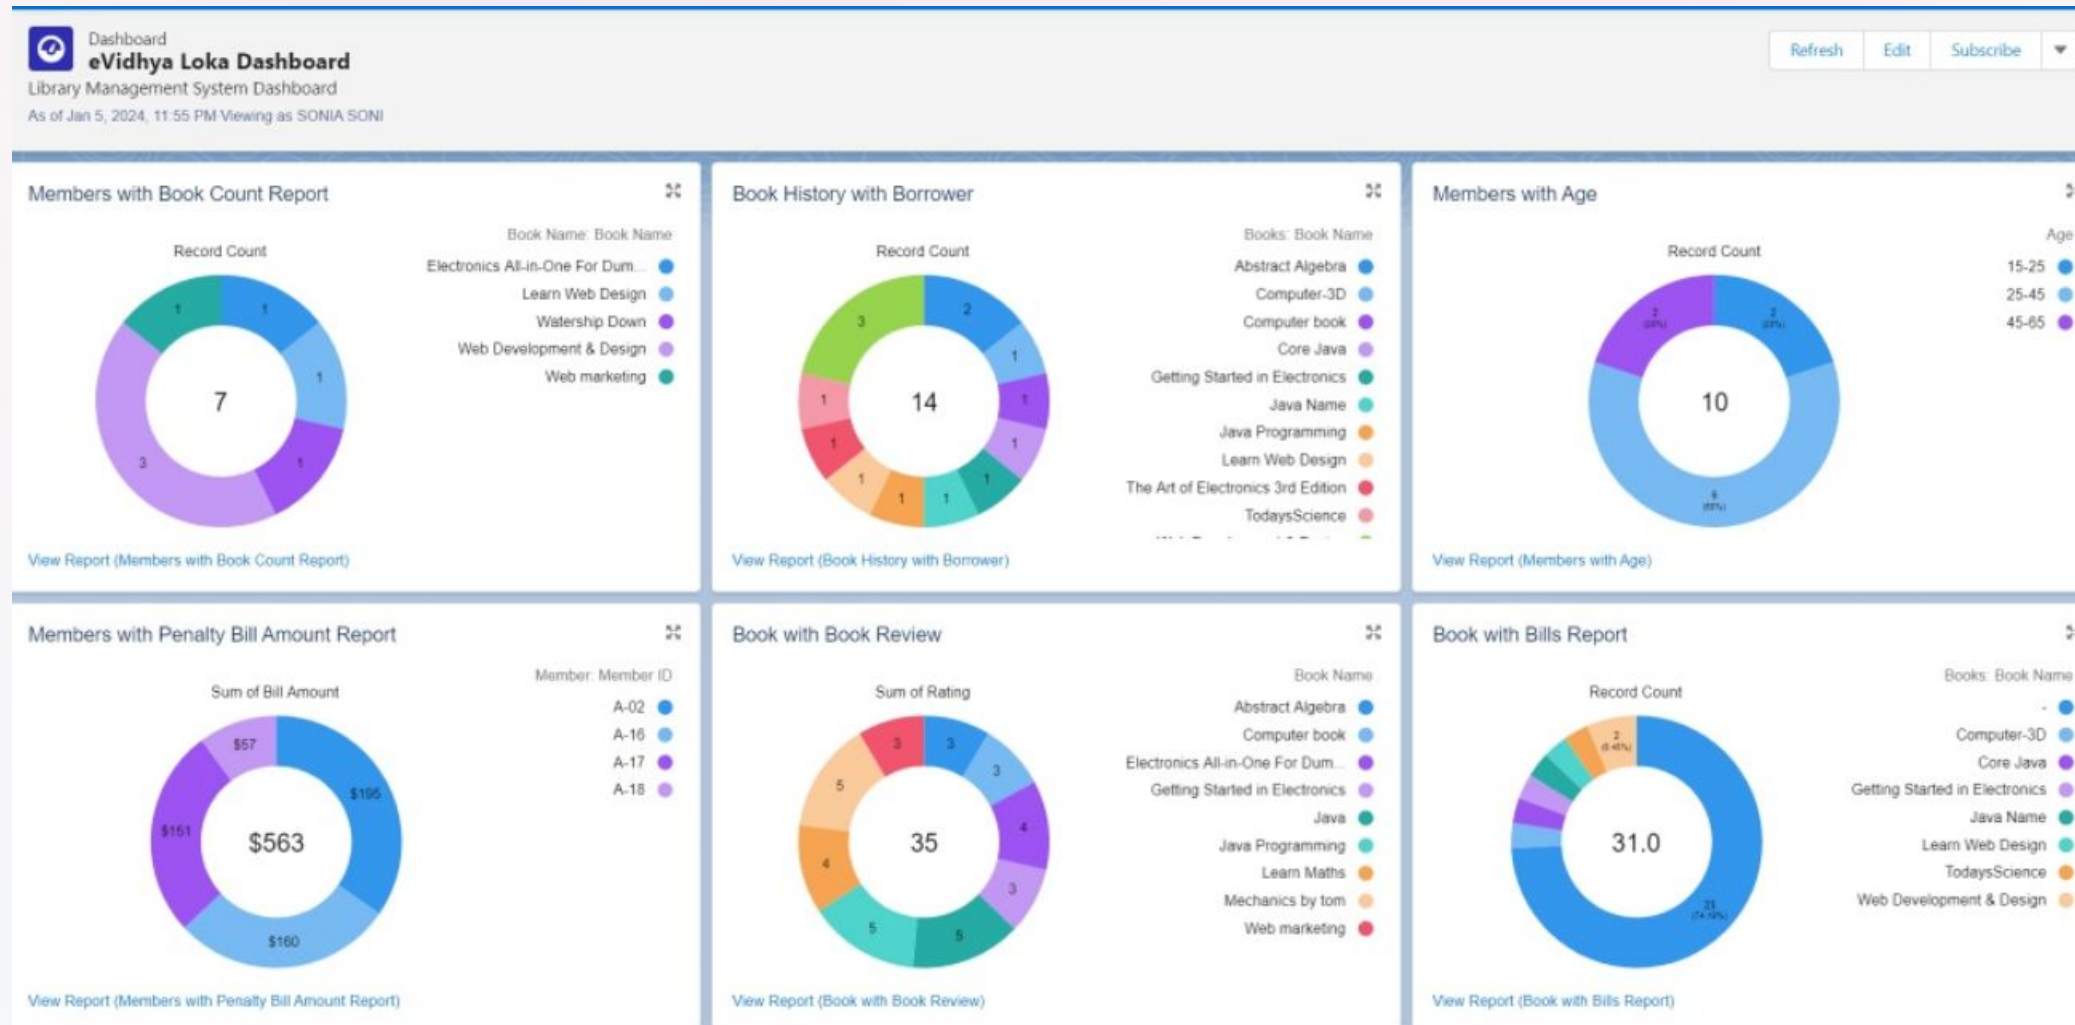 Dashboard
eVidhya Loka Dashboard
Library Management System Dashboard
As of Jan 5, 2024, 11:55 PM Viewing as SONIA SONI
Refresh
Edit
Subscribe
Members with Book Count Report
Record Count
1
1
1
3
1
7
Book Name: Book Name
Electronics All-in-One For Dum...
Learn Web Design
Watership Down
Web Development & Design
Web marketing
View Report (Members with Book Count Report)
Book History with Borrower
Record Count
2
1
1
1
1
1
1
1
1
1
3
14
Books: Book Name
Abstract Algebra
Computer-3D
Computer book
Core Java
Getting Started in Electronics
Java Name
Java Programming
Learn Web Design
The Art of Electronics 3rd Edition
TodaysScience
View Report (Book History with Borrower)
Members with Age
Record Count
2
(20%)
6
(60%)
2
(20%)
10
Age
15-25
25-45
45-65
View Report (Members with Age)
Members with Penalty Bill Amount Report
Sum of Bill Amount
$195
$160
$151
$57
$563
Member: Member ID
A-02
A-16
A-17
A-18
View Report (Members with Penalty Bill Amount Report)
Book with Book Review
Sum of Rating
3
3
4
3
5
5
4
5
3
35
Book Name
Abstract Algebra
Computer book
Electronics All-in-One For Dum...
Getting Started in Electronics
Java
Java Programming
Learn Maths
Mechanics by tom
Web marketing
View Report (Book with Book Review)
Book with Bills Report
Record Count
2
(6.45%)
23
(74.19%)
31.0
Books: Book Name
-
Computer-3D
Core Java
Getting Started in Electronics
Java Name
Learn Web Design
TodaysScience
Web Development & Design
View Report (Book with Bills Report)